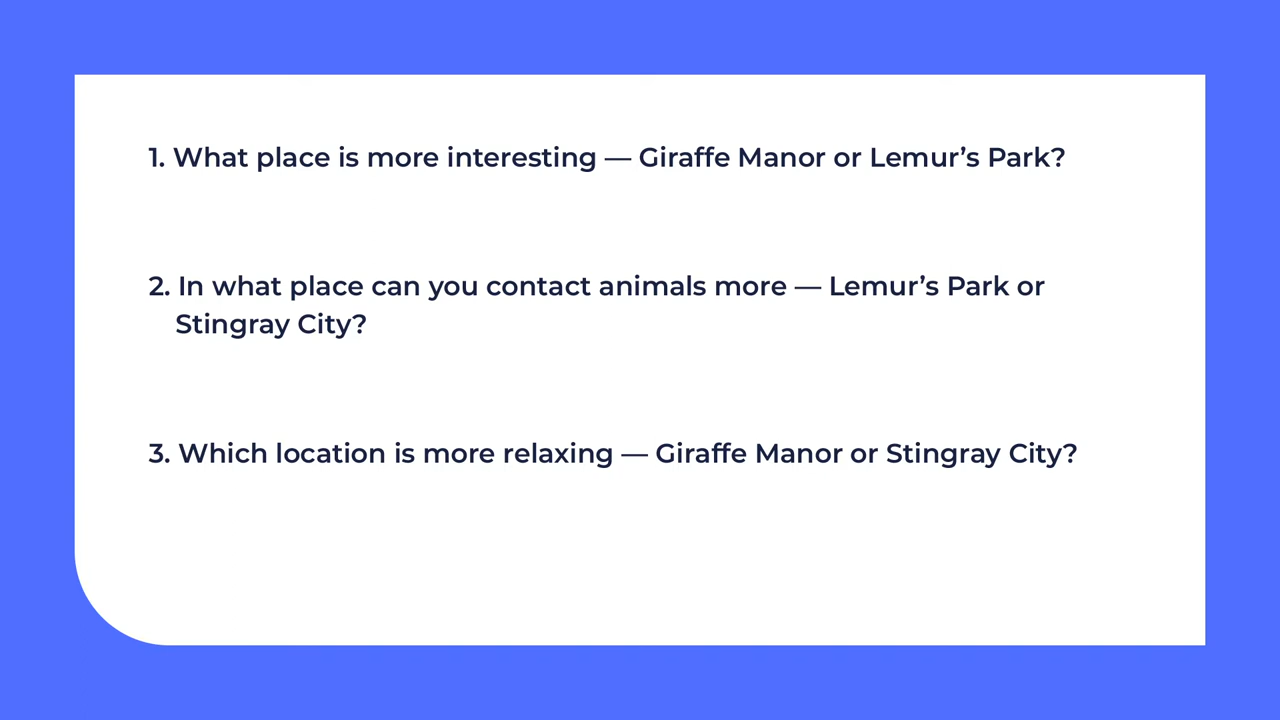 1. What place is more interesting — Giraffe Manor or Lemur’s Park?
2. In what place can you contact animals more — Lemur’s Park or
Stingray City?
3. Which location is more relaxing — Giraffe Manor or Stingray City?